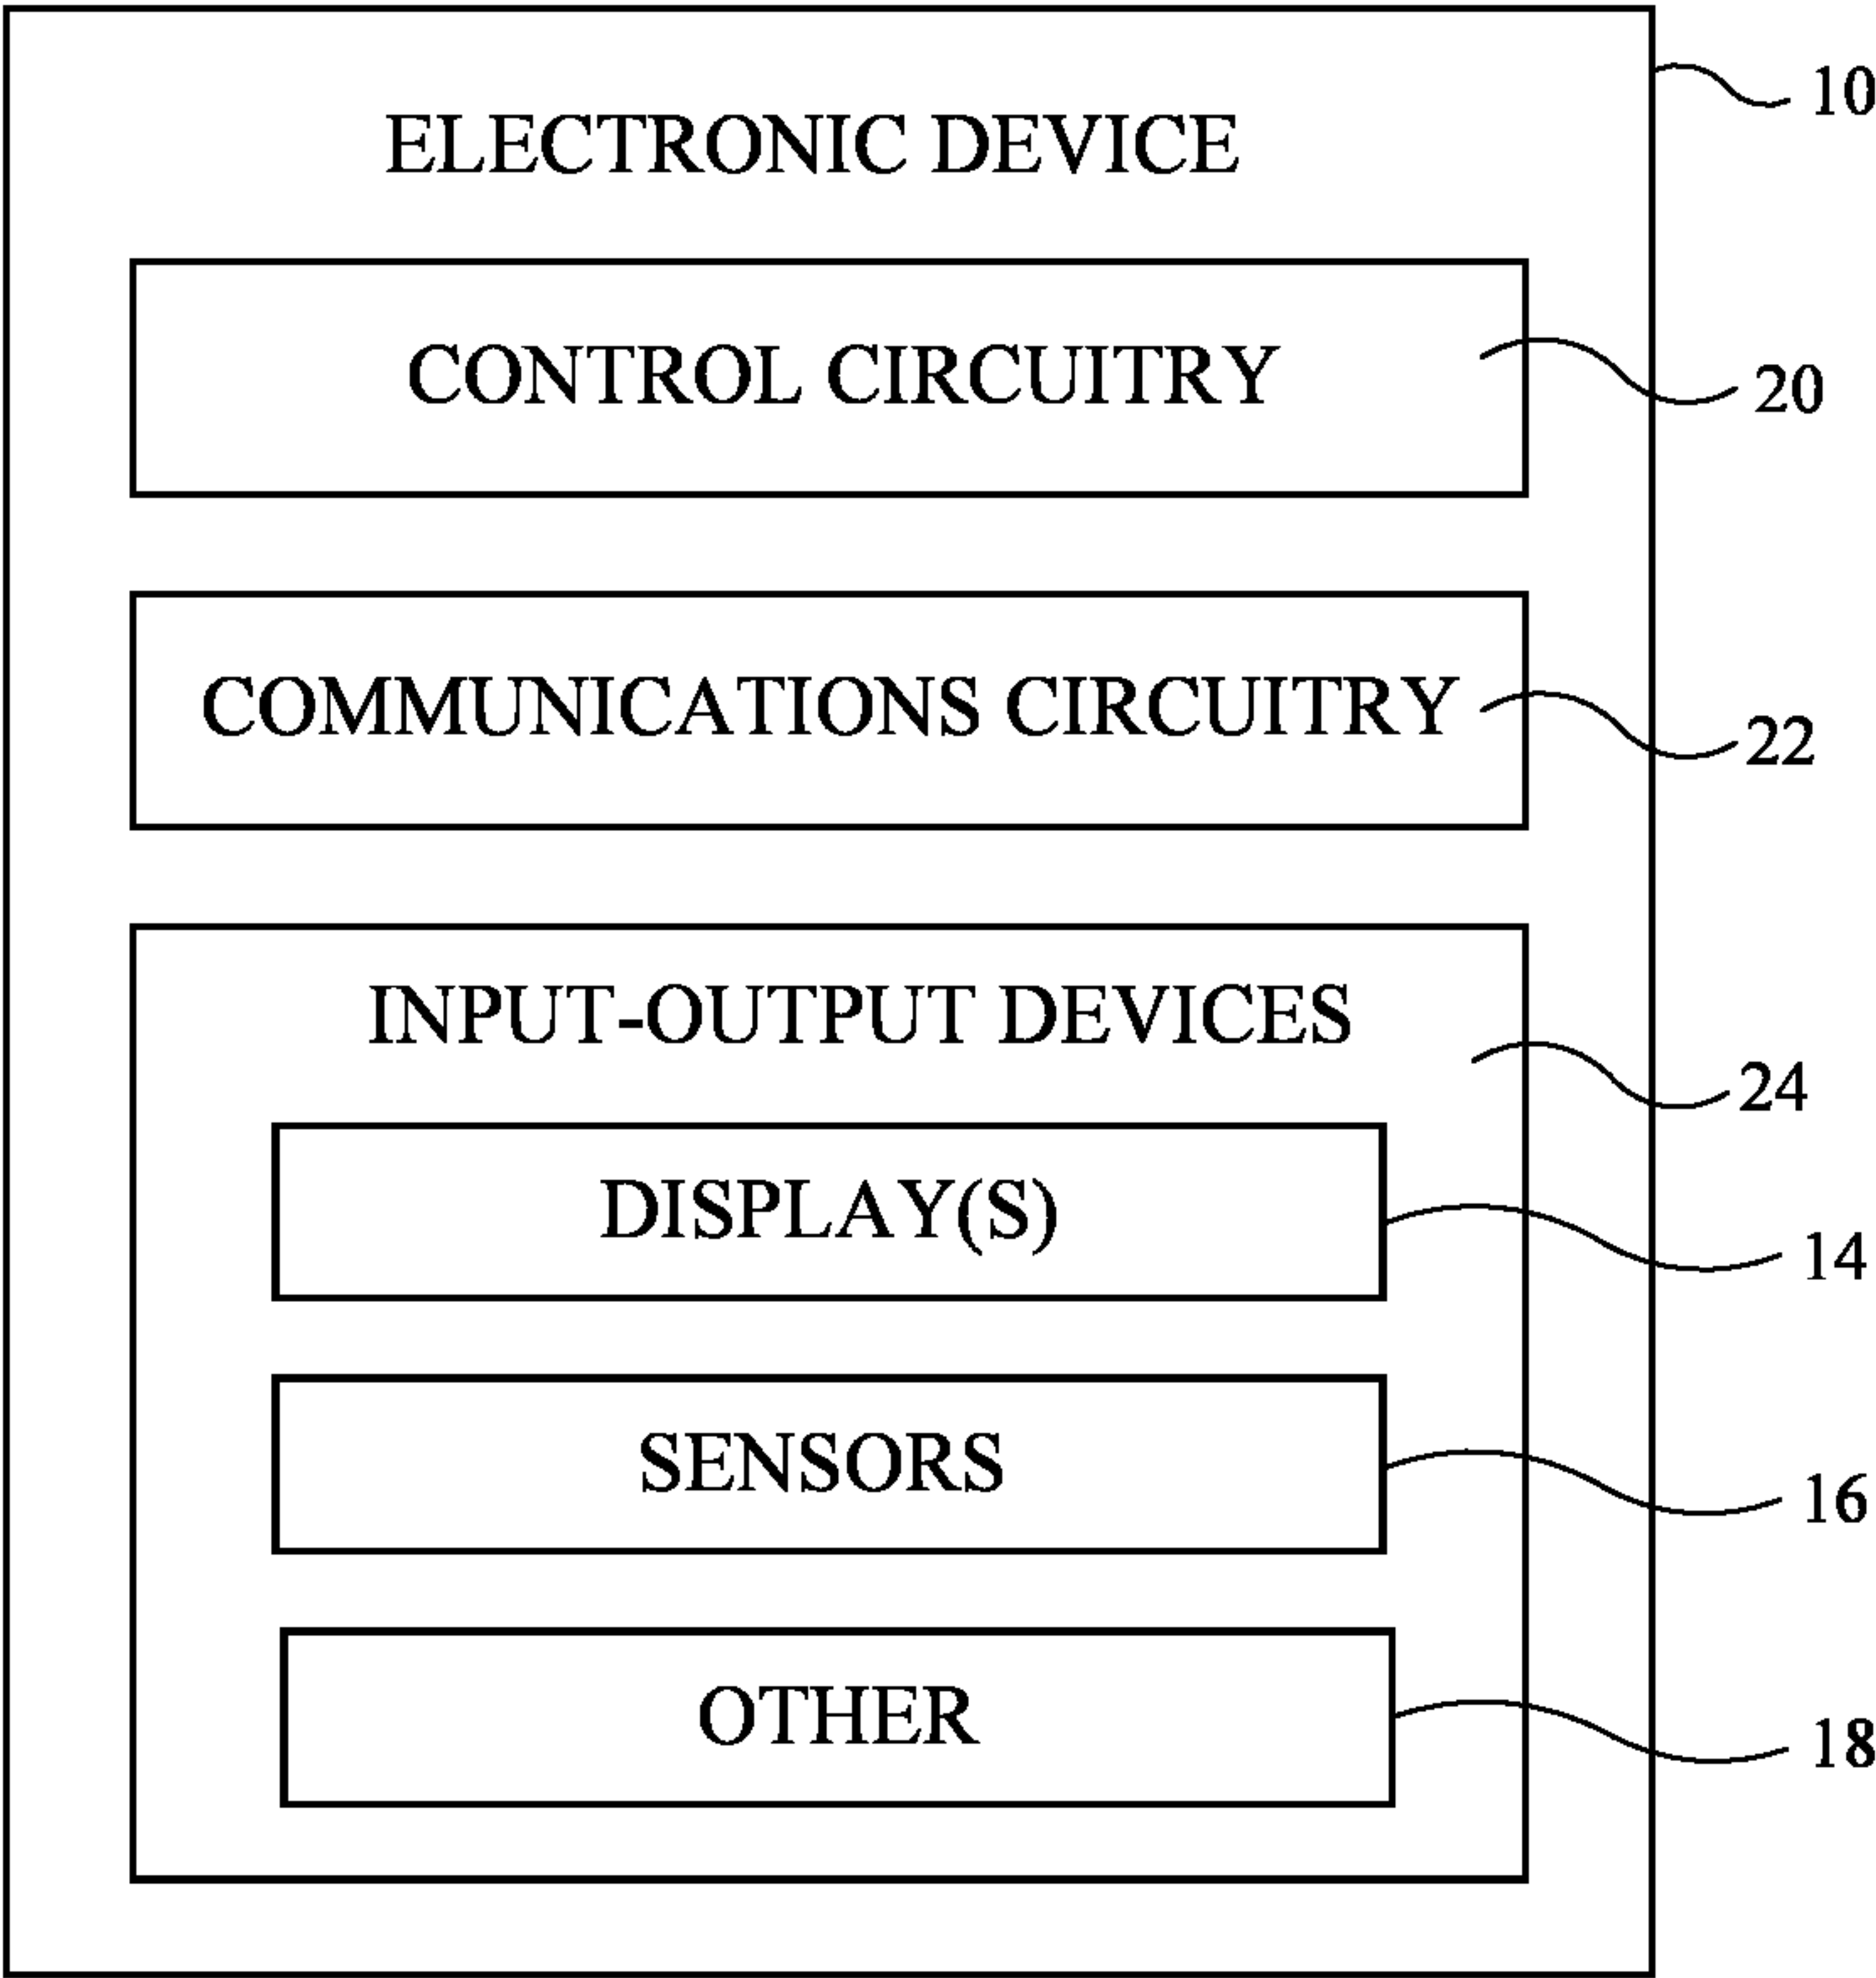 ELECTRONIC DEVICE
10
CONTROL CIRCUITRY
20
COMMUNICATIONS CIRCUITRY
22
INPUT-OUTPUT DEVICES
24
DISPLAY(S)
14
SENSORS
16
OTHER
18